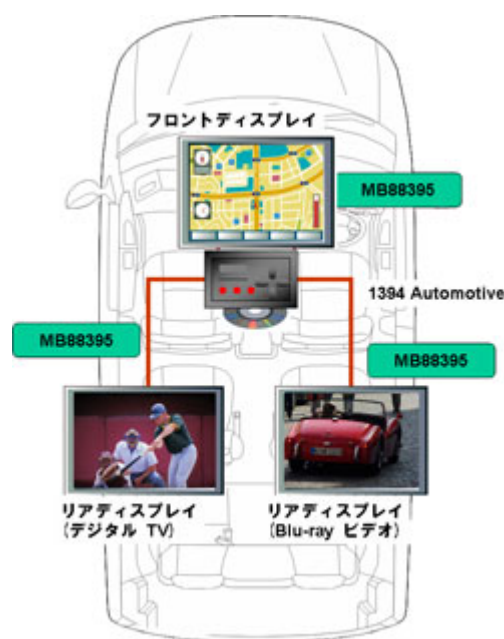 フロントディスプレイ
MB88395
1394 Automotive
MB88395
MB88395
リアディスプレイ
(デジタル TV)
リアディスプレイ
(Blu-ray ビデオ)